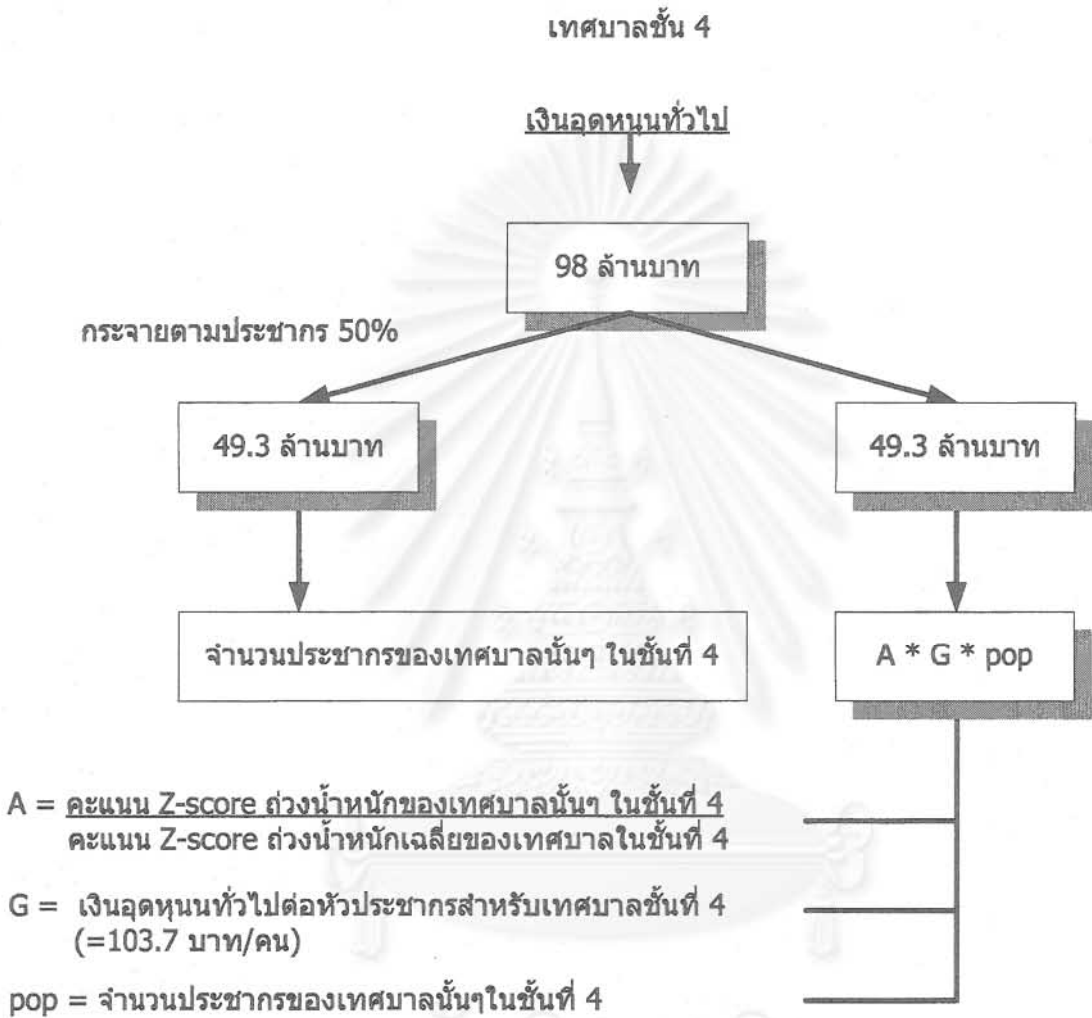 เทศบาลชั้น 4
เงินอุดหนุนทั่วไป
98 ล้านบาท
กระจายตามประชากร 50%
49.3 ล้านบาท
49.3 ล้านบาท
จำนวนประชากรของเทศบาลนั้นๆ ในชั้นที่ 4
A * G * pop
A = คะแนน Z-score ถ่วงน้ำหนักของเทศบาลนั้นๆ ในชั้นที่ 4
คะแนน Z-score ถ่วงน้ำหนักเฉลี่ยของเทศบาลในชั้นที่ 4
G = เงินอุดหุนนทั่วไปต่อหัวประชากรสำหรับเทศบาลชั้นที่ 4
(=103.7 บาท/คน)
pop = จำนวนประชากรของเทศบาลนั้นๆในชั้นที่ 4